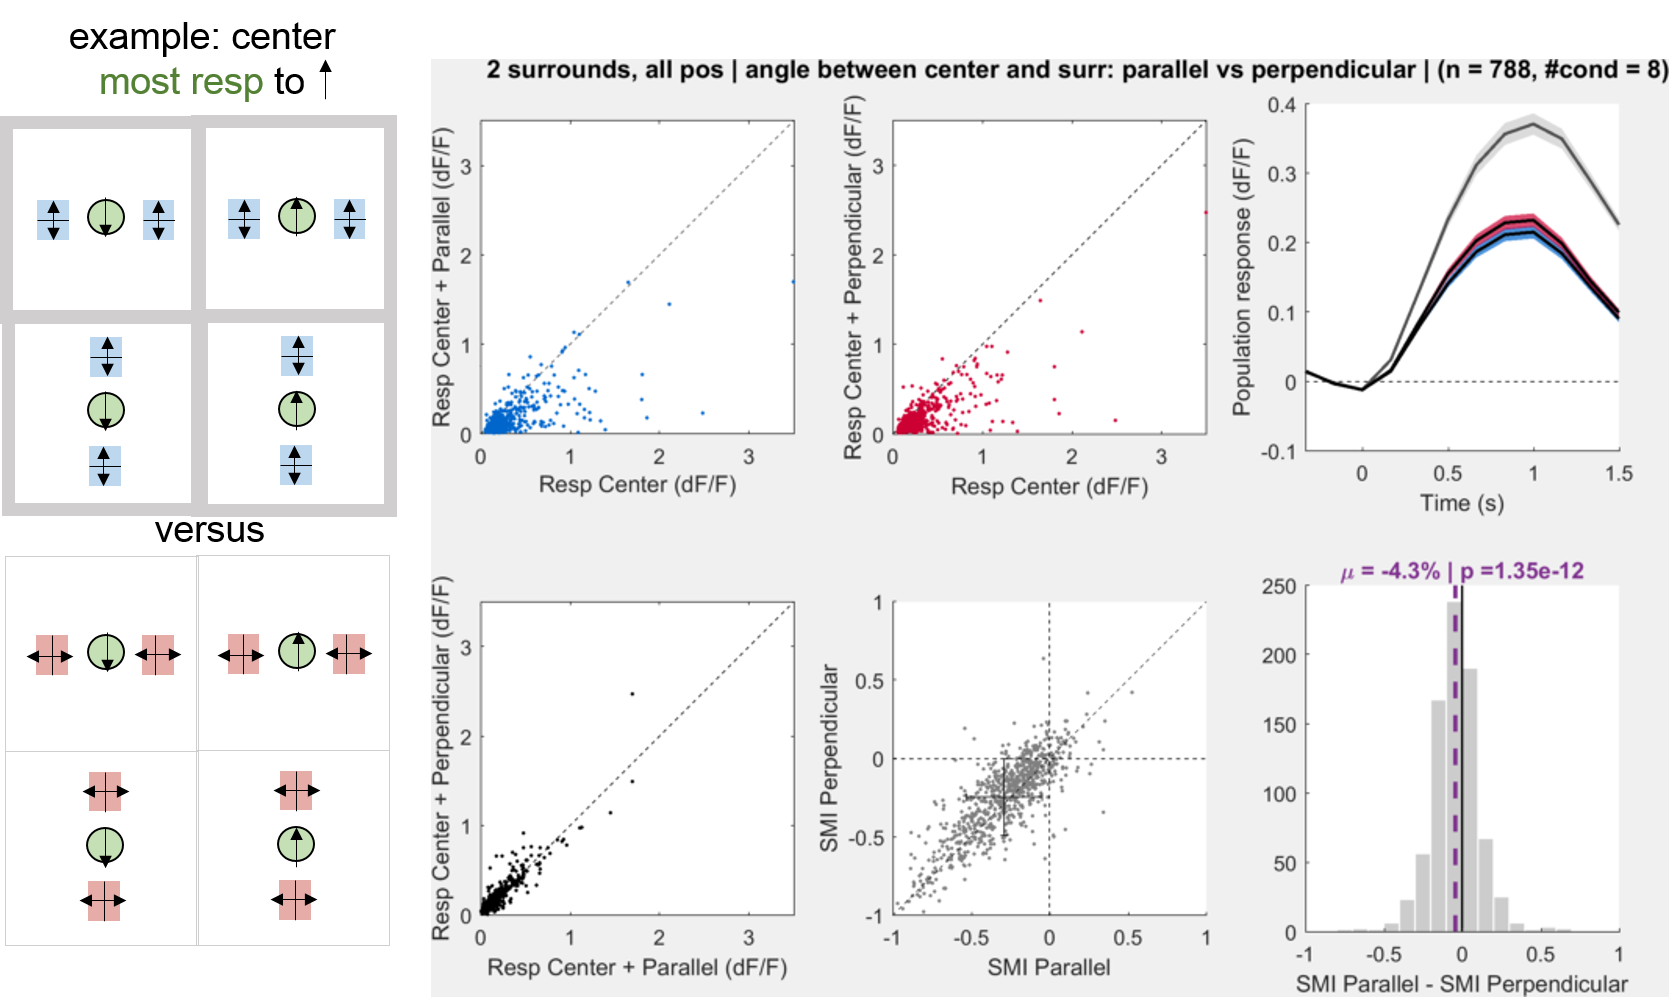 example: center
most resp to
versus
2 surrounds, all pos | angle between center and surr: parallel vs perpendicular | (n = 788, #cond = 8)
Resp Center + Parallel (dF/F)
3
2
1
0
0 1 2 3
Resp Center (dF/F)
Resp Center + Perpendicular (dF/F)
3
2
1
0
0 1 2 3
Resp Center (dF/F)
Population response (dF/F)
0.4
0.3
0.2
0.1
0
-0.1
0 0.5 1 1.5
Time (s)
Resp Center + Perpendicular (dF/F)
3
2
1
0
0 1 2 3
Resp Center + Parallel (dF/F)
SMI Perpendicular
1
0.5
0
-0.5
-1
-1 -0.5 0 0.5 1
SMI Parallel
μ = -4.3% | p =1.35e-12
250
200
150
100
50
0
-1 -0.5 0 0.5 1
SMI Parallel - SMI Perpendicular